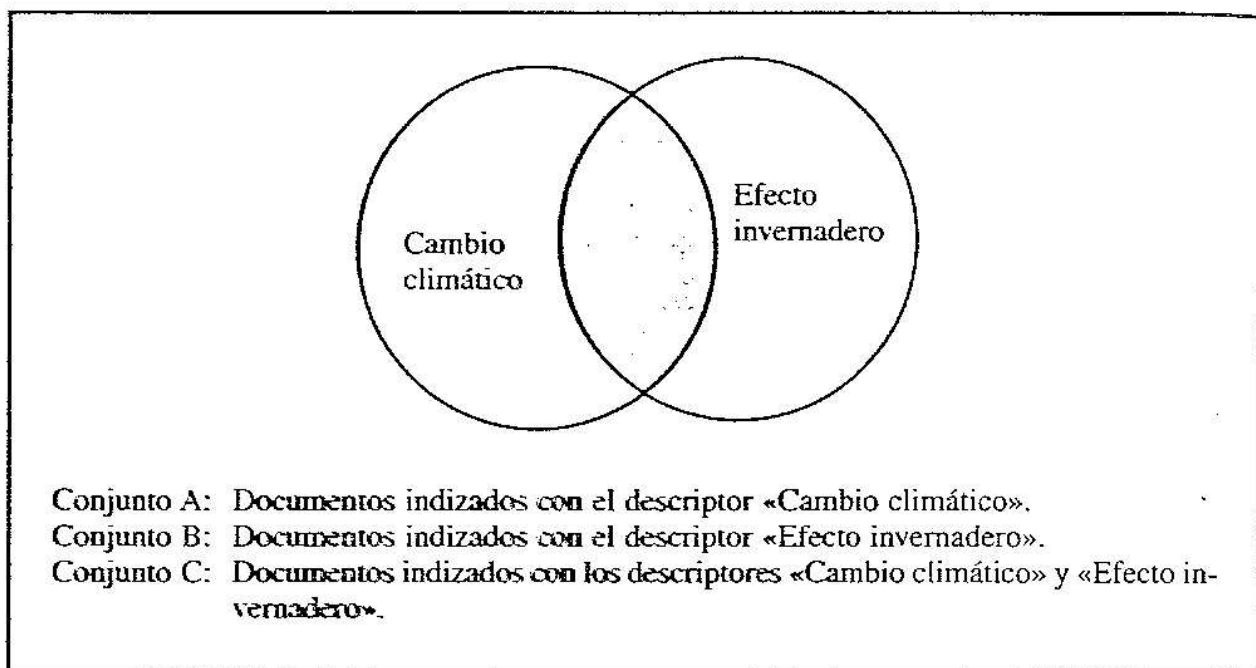 Cambio
climático
Efecto
invernadero
Conjunto A: Documentos indizados con el descriptor «Cambio climático».
Conjunto B: Documentos indizados con el descriptor «Efecto invernadero».
Conjunto C: Documentos indizados con los descriptores «Cambio climático» y «Efecto in-
vernadero».